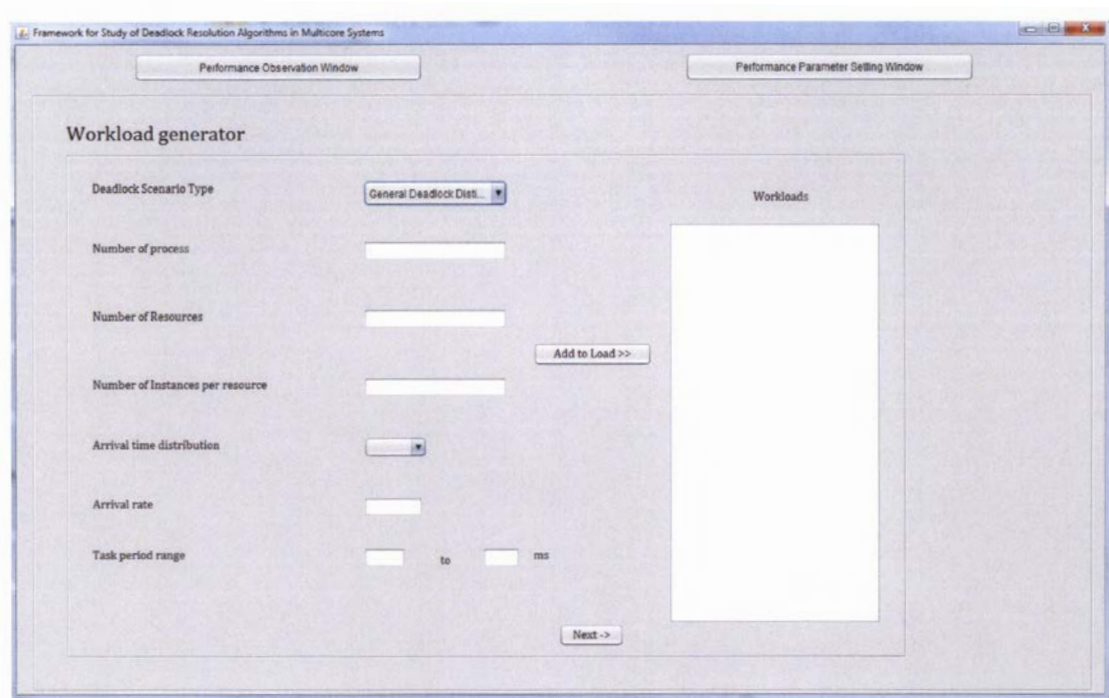 Framework for Study of Deadlock Resolution Algorithms in Multicore Systems
Performance Observation Window
Performance Parameter Setting Window
Workload generator
Deadlock Scenario Type
General Deadlock Disti...
Workloads
Number of process
Number of Resources
Add to Load >>
Number of Instances per resource
Arrival time distribution
Arrival rate
Task period range
to
ms
Next ->